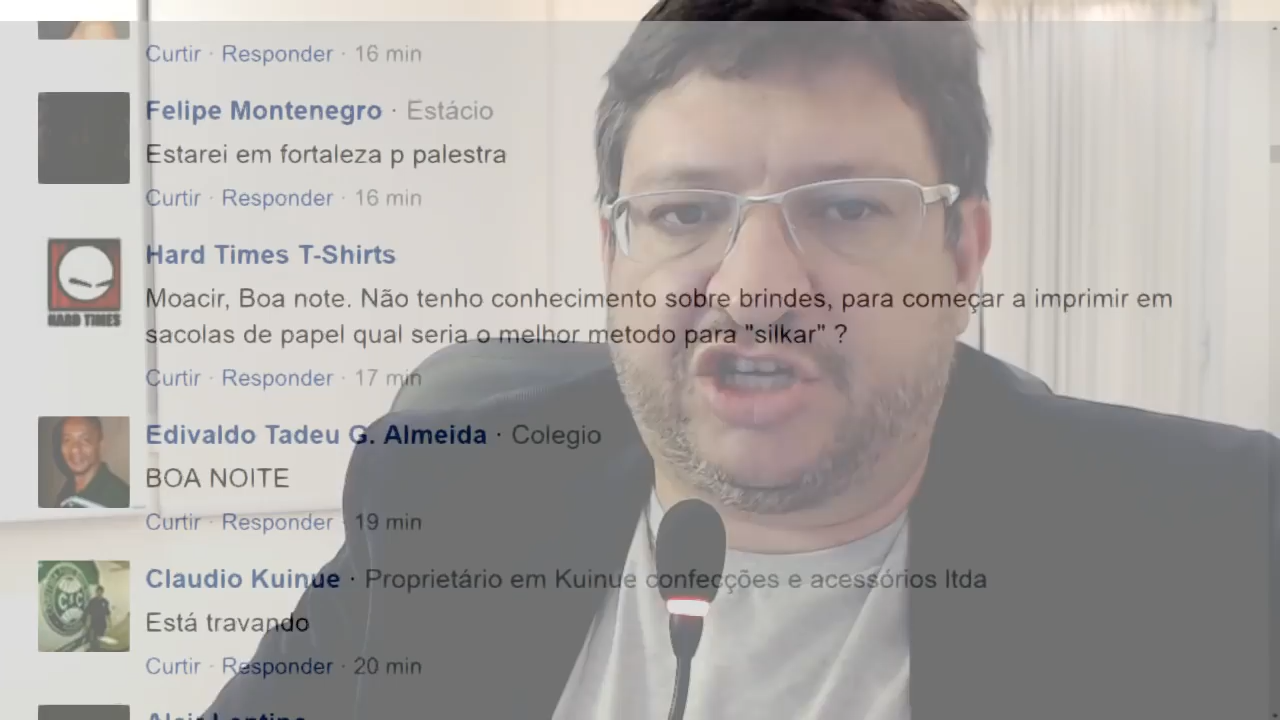 Curtir · Responder · 16 min
Felipe Montenegro · Estácio
Estarei em fortaleza p palestra
Curtir · Responder · 16 min
Hard Times T-Shirts
HARD TIMES
Moacir, Boa note. Não tenho conhecimento sobre brindes, para começar a imprimir em
sacolas de papel qual seria o melhor metodo para "silkar" ?
Curtir · Responder · 17 min
Edivaldo Tadeu G. Almeida · Colegio
BOA NOITE
Curtir · Responder · 19 min
Claudio Kuinue · Proprietário em Kuinue confecções e acessórios ltda
Está travando
Curtir · Responder · 20 min